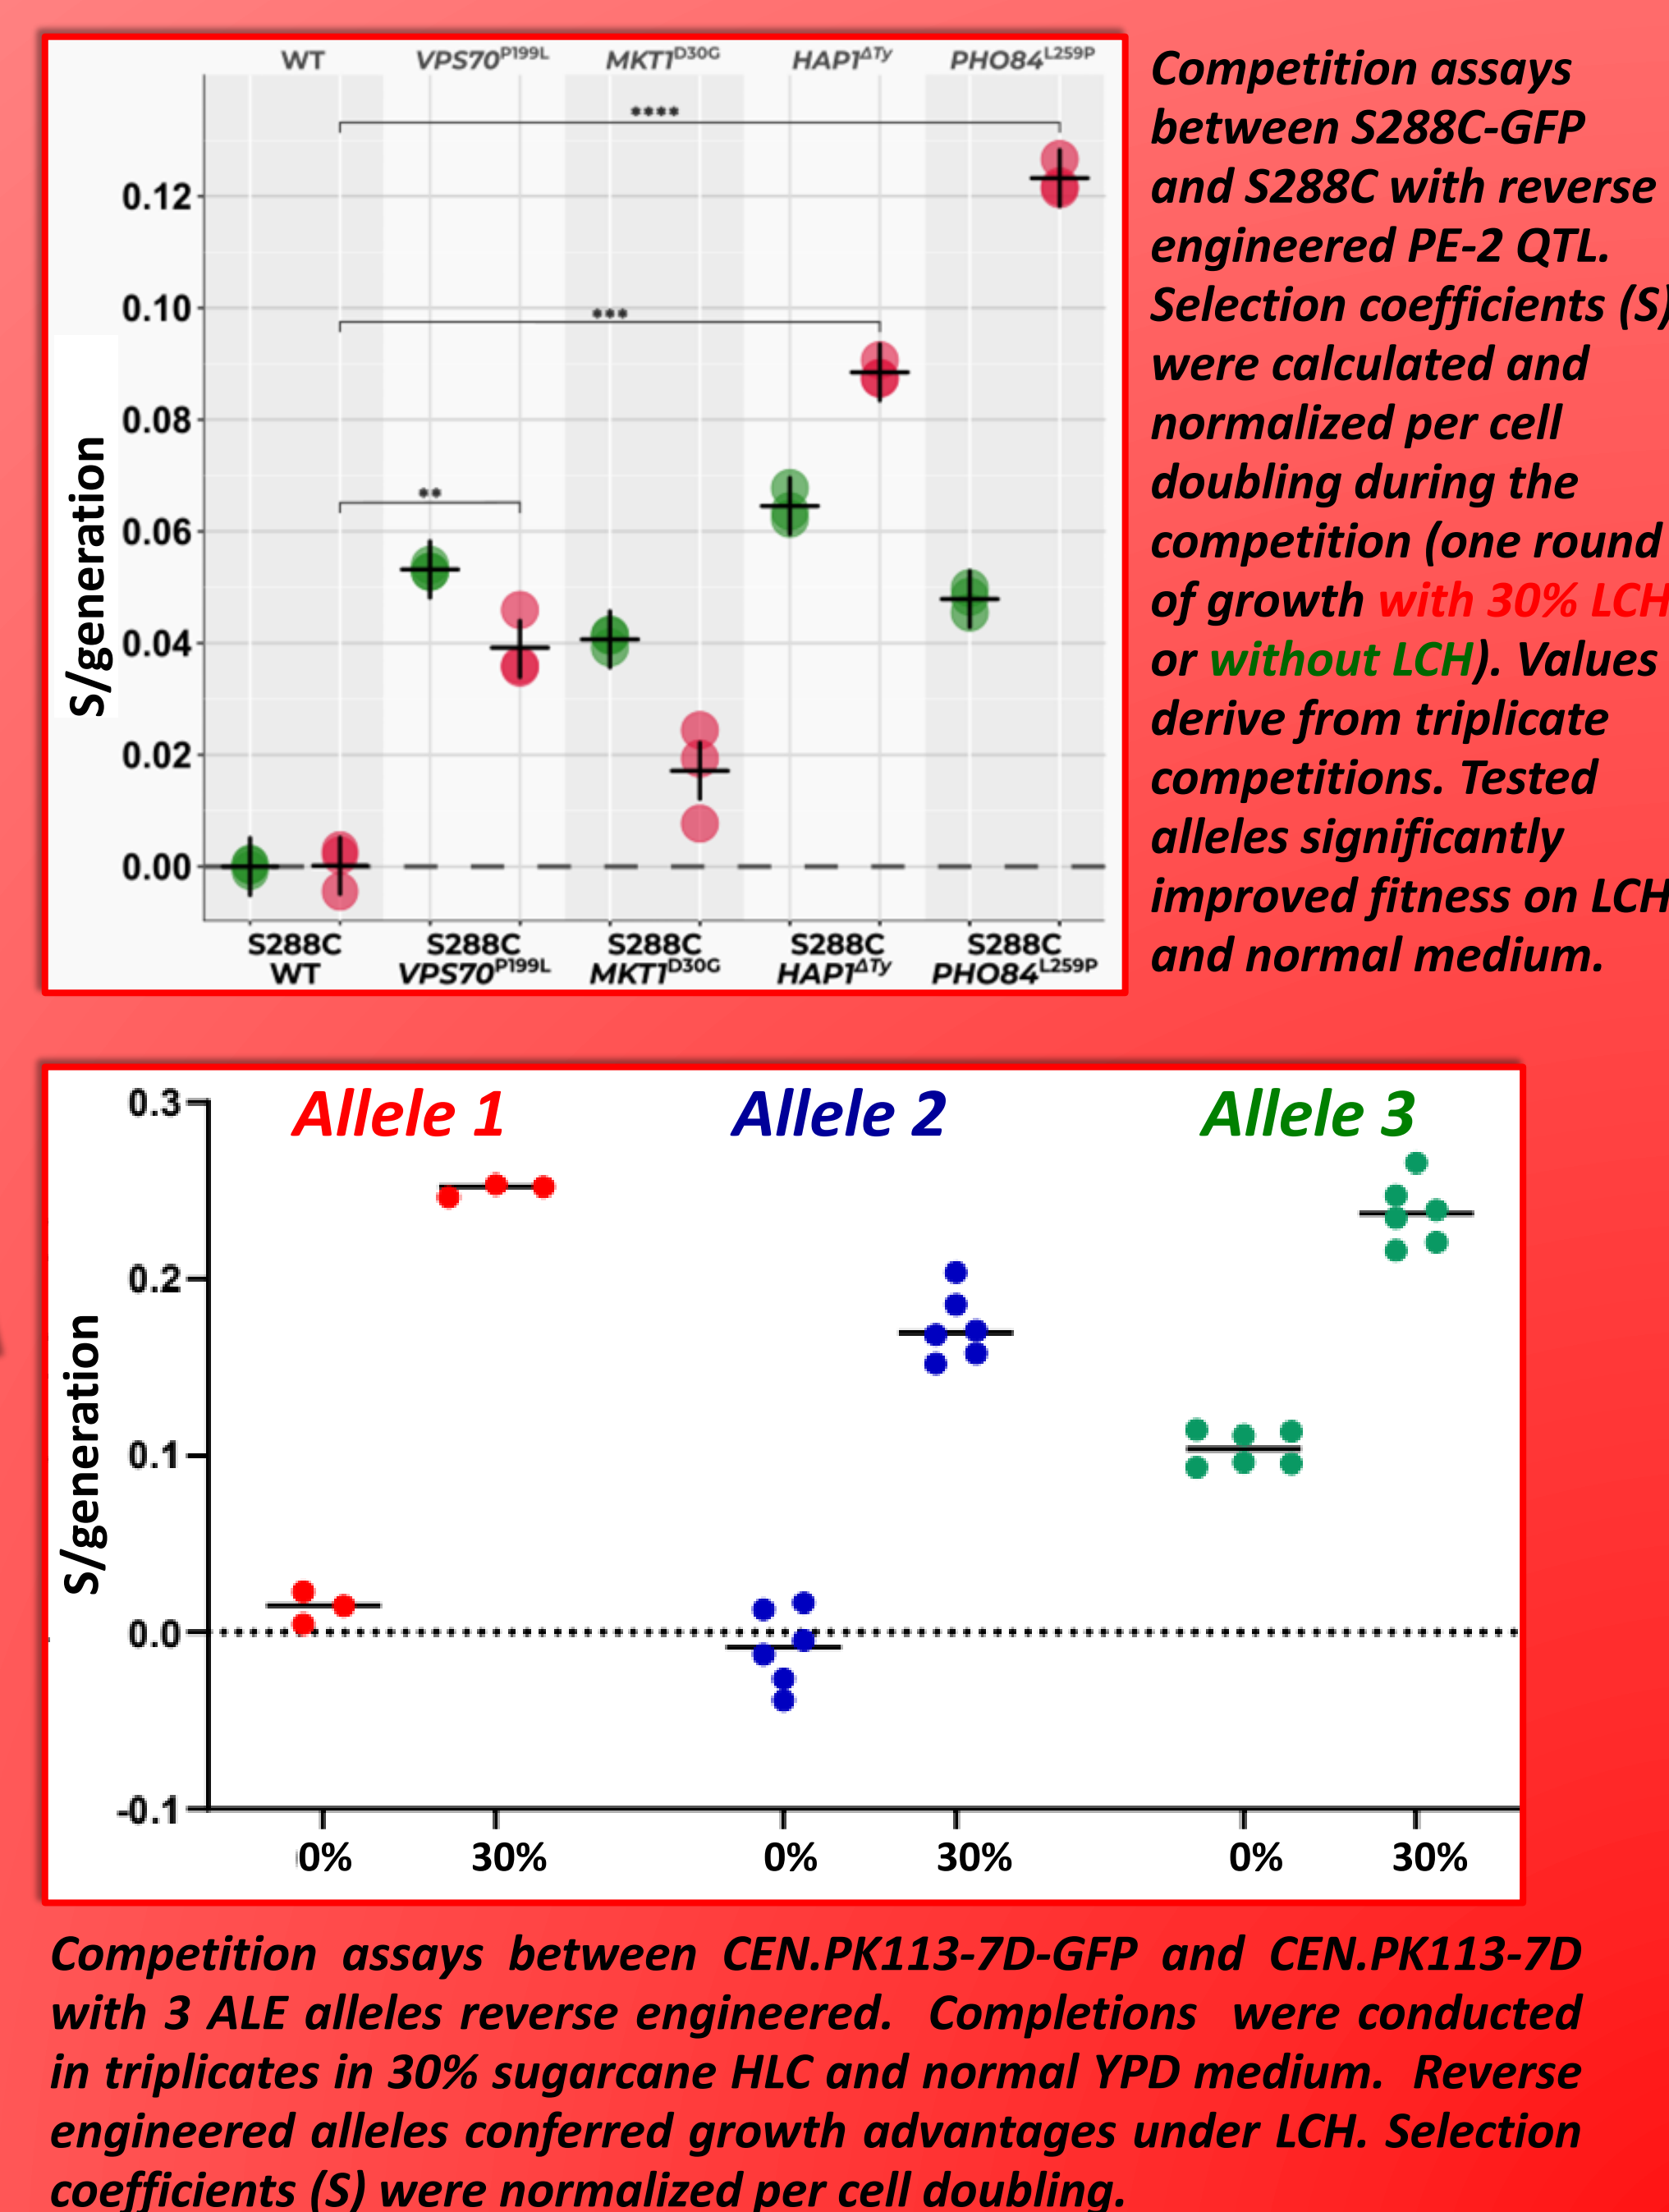 WT VPS70P199L MKT1D30G HAP1ΔTy PHO84L259P
****
0.12
0.10
***
0.08
S/generation
**
0.06
0.04
0.02
0.00
S288C S288C S288C S288C S288C
WT VPS70P199L MKT1D30G HAP1ΔTy PHO84L259P
Competition assays
between S288C-GFP
and S288C with reverse
engineered PE-2 QTL.
Selection coefficients (S)
were calculated and
normalized per cell
doubling during the
competition (one round
of growth with 30% LCH
or without LCH). Values
derive from triplicate
competitions. Tested
alleles significantly
improved fitness on LCH
and normal medium.
Allele 1 Allele 2 Allele 3
0.3
0.2
S/generation
0.1
0.0
-0.1
0% 30% 0% 30% 0% 30%
Competition assays between CEN.PK113-7D-GFP and CEN.PK113-7D
with 3 ALE alleles reverse engineered. Completions were conducted
in triplicates in 30% sugarcane HLC and normal YPD medium. Reverse
engineered alleles conferred growth advantages under LCH. Selection
coefficients (S) were normalized per cell doubling.